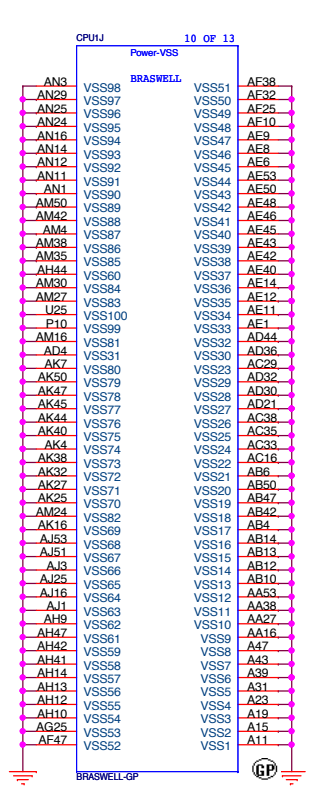 CPU1J 10 OF 13
Power-VSS
BRASWELL
AN3 VSS98 VSS51 AF38
AN29 VSS97 VSS50 AF32
AN25 VSS96 VSS49 AF25
AN24 VSS95 VSS48 AF10
AN16 VSS94 VSS47 AE9
AN14 VSS93 VSS46 AE8
AN12 VSS92 VSS45 AE6
AN11 VSS91 VSS44 AE53
AN1 VSS90 VSS43 AE50
AM50 VSS89 VSS42 AE48
AM42 VSS88 VSS41 AE46
AM4 VSS87 VSS40 AE45
AM38 VSS86 VSS39 AE43
AM35 VSS85 VSS38 AE42
AH44 VSS60 VSS37 AE40
AM30 VSS84 VSS36 AE14
AM27 VSS83 VSS35 AE12
U25 VSS100 VSS34 AE11
P10 VSS99 VSS33 AE1
AM16 VSS81 VSS32 AD44
AD4 VSS31 VSS30 AD36
AK7 VSS80 VSS23 AC29
AK50 VSS79 VSS29 AD32
AK47 VSS78 VSS28 AD30
AK45 VSS77 VSS27 AD21
AK44 VSS76 VSS26 AC38
AK40 VSS75 VSS25 AC35
AK4 VSS74 VSS24 AC33
AK38 VSS73 VSS22 AC16
AK32 VSS72 VSS21 AB6
AK27 VSS71 VSS20 AB50
AK25 VSS70 VSS19 AB47
AM24 VSS82 VSS18 AB42
AK16 VSS69 VSS17 AB4
AJ53 VSS68 VSS16 AB14
AJ51 VSS67 VSS15 AB13
AJ3 VSS66 VSS14 AB12
AJ25 VSS65 VSS13 AB10
AJ16 VSS64 VSS12 AA53
AJ1 VSS63 VSS11 AA38
AH9 VSS62 VSS10 AA27
AH47 VSS61 VSS9 AA16
AH42 VSS59 VSS8 A47
AH41 VSS58 VSS7 A43
AH14 VSS57 VSS6 A39
AH13 VSS56 VSS5 A31
AH12 VSS55 VSS4 A23
AH10 VSS54 VSS3 A19
AG25 VSS53 VSS2 A15
AF47 VSS52 VSS1 A11
BRASWELL-GP GP